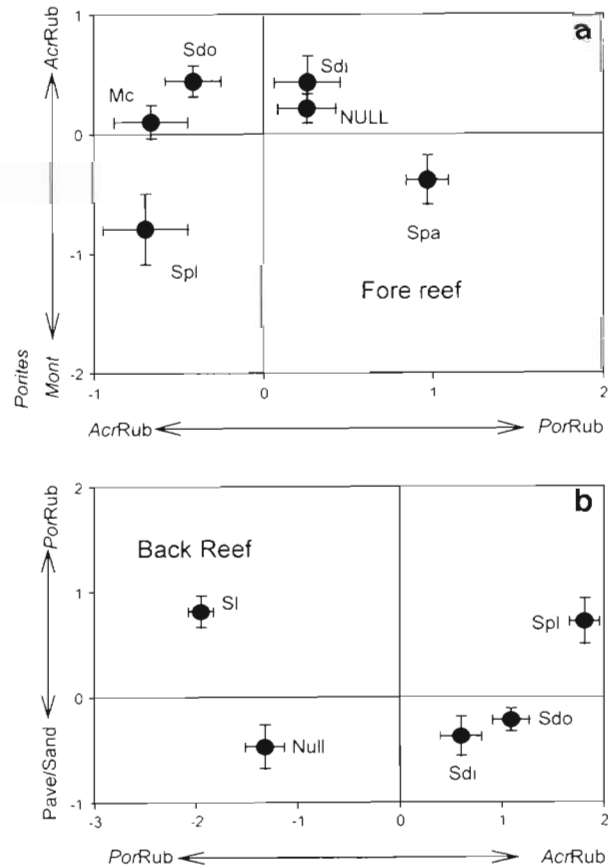 a
1
0
-1
-2
AcrRub
Porites
Mont
Sdo
Mc
Sdı
NULL
Spa
Spl
Fore reef
-1
0
1
2
AcrRub
PorRub
b
2
1
0
-1
PorRub
Pave/Sand
Back Reef
Sl
Spl
Null
Sdo
Sdı
-3
-2
-1
0
1
2
PorRub
AcrRub